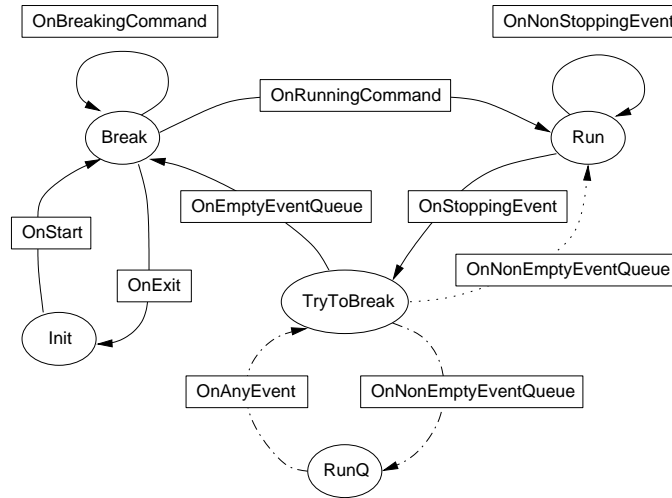 OnBreakingCommand
OnNonStoppingEvent
OnRunningCommand
Break
Run
OnEmptyEventQueue
OnStoppingEvent
OnStart
OnNonEmptyEventQueue
OnExit
TryToBreak
Init
OnAnyEvent
OnNonEmptyEventQueue
RunQ